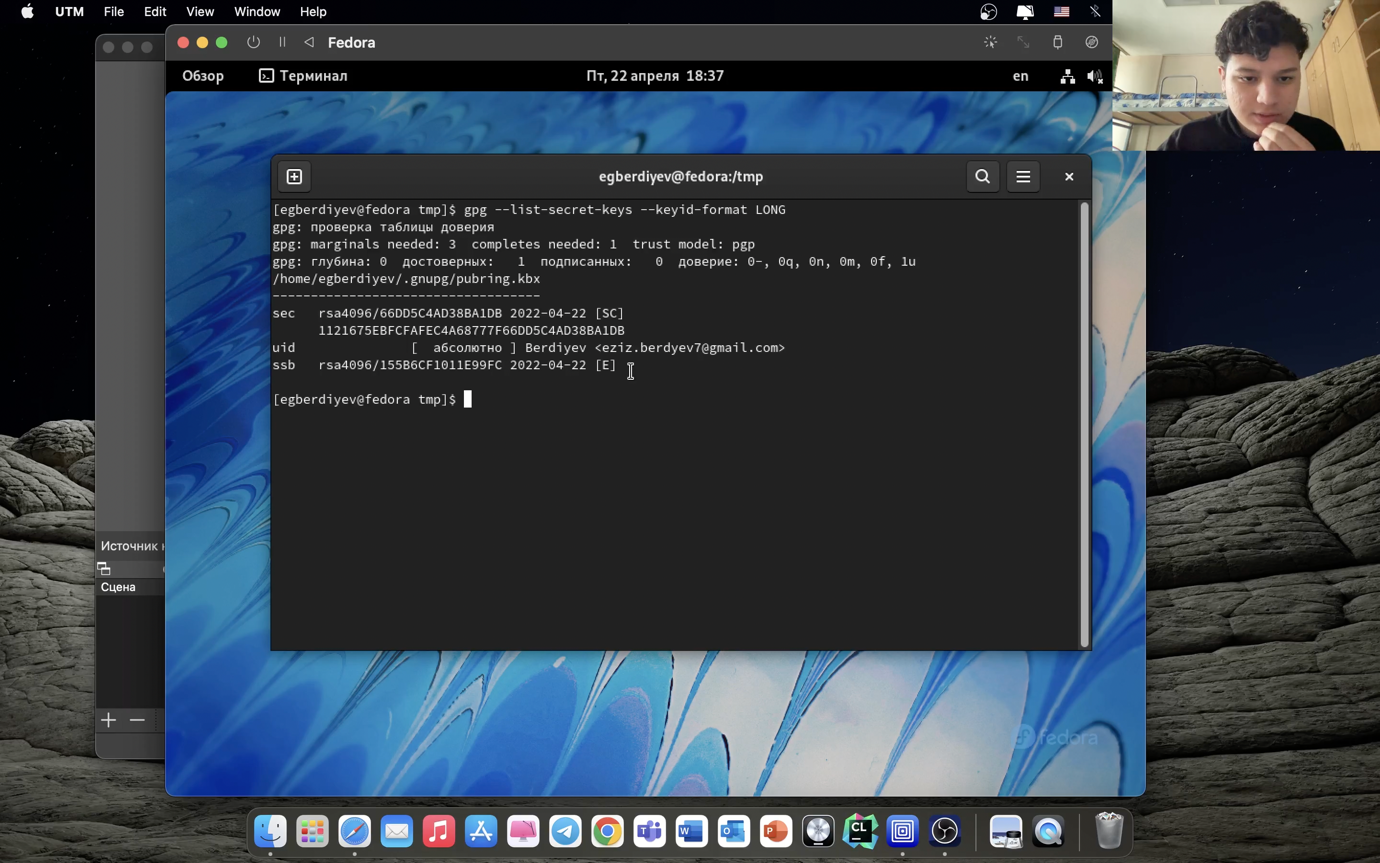 UTM File Edit View Window Help
Fedora
Обзор Терминал Пт, 22 апреля 18:37 en
egberdiyev@fedora:/tmp
[egberdiyev@fedora tmp]$ gpg --list-secret-keys --keyid-format LONG
gpg: проверка таблицы доверия
gpg: marginals needed: 3 completes needed: 1 trust model: pgp
gpg: глубина: 0 достоверных: 1 подписанных: 0 доверие: 0-, 0q, 0n, 0m, 0f, 1u
/home/egberdiyev/.gnupg/pubring.kbx
-----------------------------------
sec rsa4096/66DD5C4AD38BA1DB 2022-04-22 [SC]
1121675EBFCFAFEC4A68777F66DD5C4AD38BA1DB
uid [ абсолютно ] Berdiyev <eziz.berdyev7@gmail.com>
ssb rsa4096/155B6CF1011E99FC 2022-04-22 [E]
[egberdiyev@fedora tmp]$
Источник
Сцена
fedora
CL